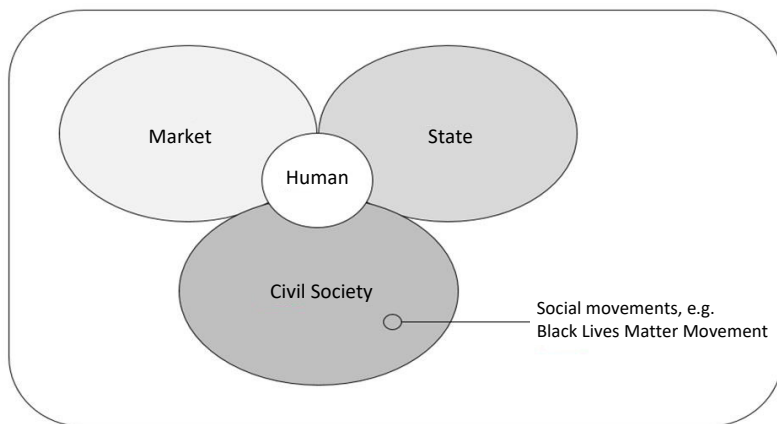 Market
State
Human
Civil Society
Social movements, e.g.
Black Lives Matter Movement